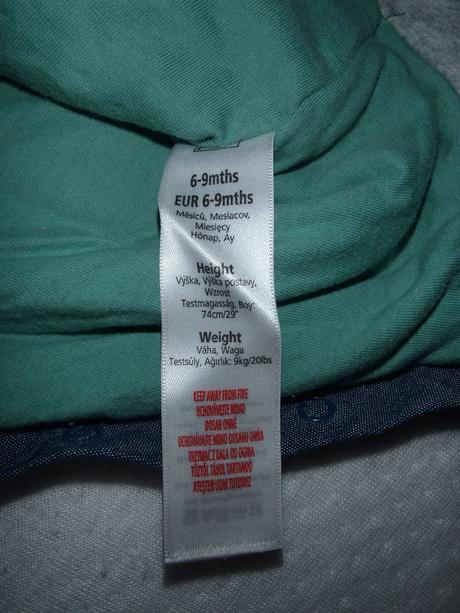 6-9mths
EUR 6-9mths
Měsíců, Mesiacov,
Miesięcy
Hónap, Ay
Height
Výška, Výška postavy,
Wzrost
Testmagasság, Boy:
74cm/29"
Weight
Váha, Waga
Testsúly, Ağırlık: 9kg/20lbs
KEEP AWAY FROM FIRE
UCHOVÁVEJTE MIMO
DOSAH OHNĚ
UCHOVÁVAJTE MIMO DOSAHU OHŇA
TRZYMAĆ Z DALA OD OGNIA
TŰZTŐL TÁVOL TARTANDÓ
ATEŞTEN UZAK TUTUNUZ